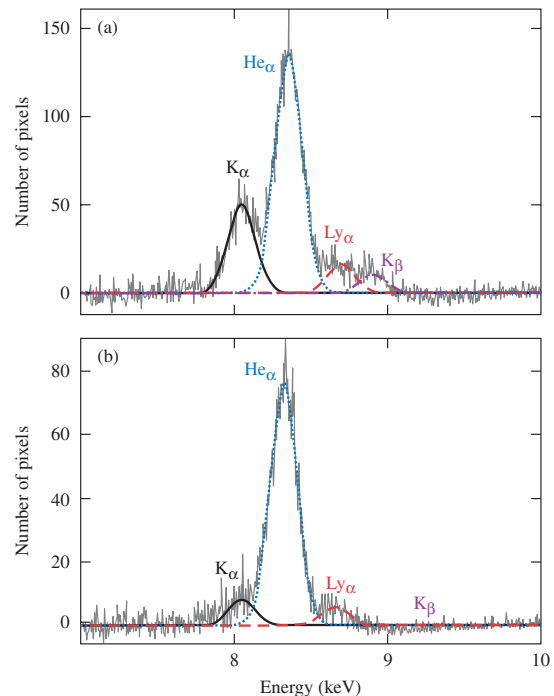 (a)
Number of pixels
150
100
50
0
Kα
Heα
Lyα
Kβ
(b)
Number of pixels
80
60
40
20
0
Kα
Heα
Lyα
Kβ
8
9
10
Energy (keV)